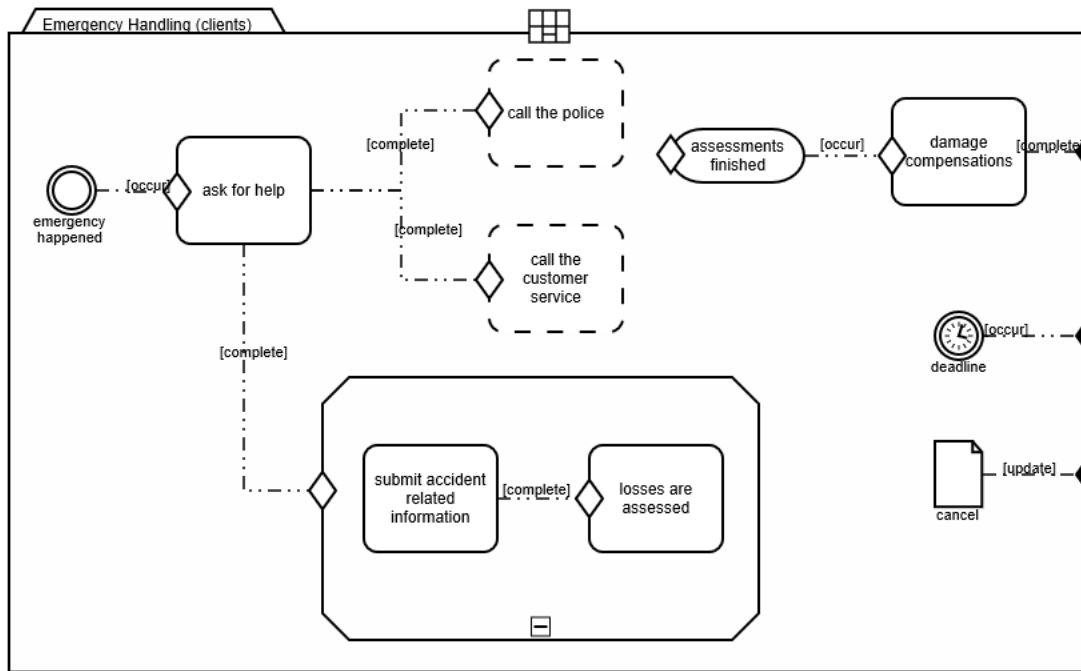 Emergency Handling (clients)
call the police
[complete]
assessments
finished
[occur]
damage
compensations
[complete]
emergency
happened
[occur]
ask for help
[complete]
call the
customer
service
[occur]
deadline
[complete]
submit accident
related
information
[complete]
losses are
assessed
[update]
cancel